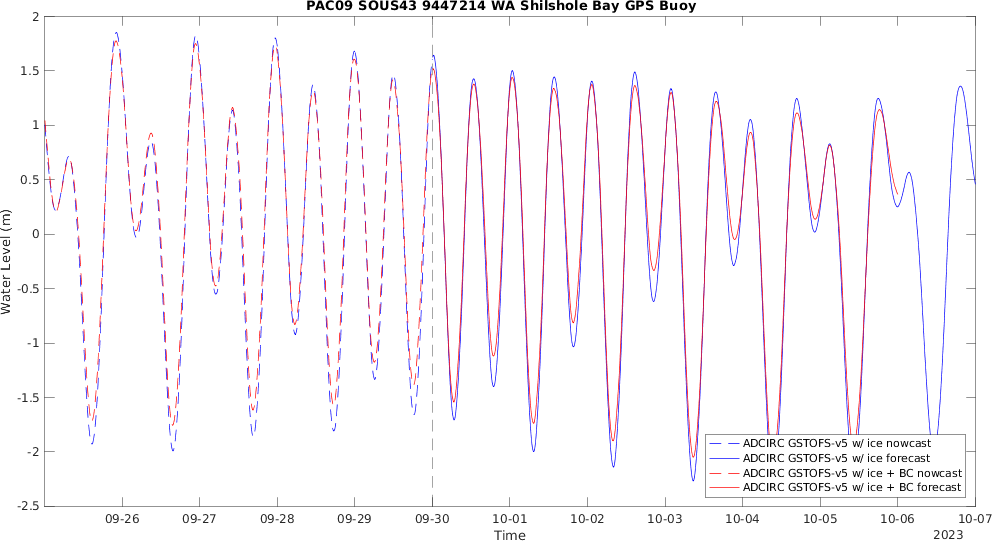 PAC09 SOUS43 9447214 WA Shilshole Bay GPS Buoy
2
1.5
1
0.5
0
-0.5
-1
-1.5
-2
-2.5
Water Level (m)
ADCIRC GSTOFS-v5 w/ ice nowcast
ADCIRC GSTOFS-v5 w/ ice forecast
ADCIRC GSTOFS-v5 w/ ice + BC nowcast
ADCIRC GSTOFS-v5 w/ ice + BC forecast
09-26 09-27 09-28 09-29 09-30 10-01 10-02 10-03 10-04 10-05 10-06 10-07
Time
2023